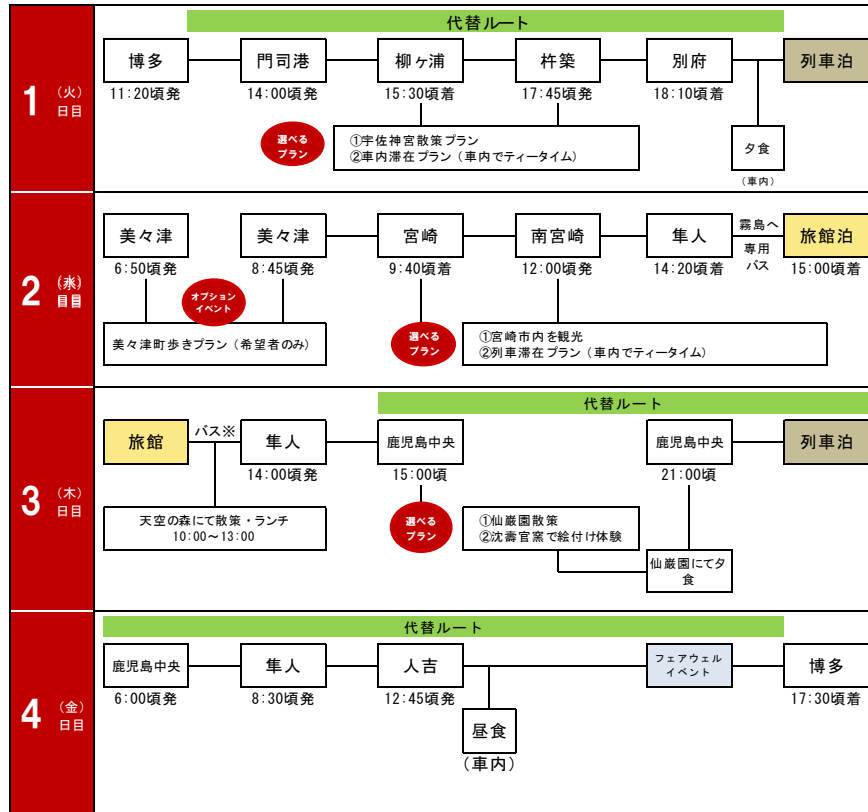 代替ルート
1 (火)
日目
博多
11:20頃発
門司港
14:00頃発
柳ヶ浦
15:30頃着
杵築
17:45頃発
別府
18:10頃着
列車泊
選べる
プラン
①宇佐神宮散策プラン
②車内滞在プラン（車内でティータイム）
夕食
(車内)
2 (水)
日目
美々津
6:50頃発
美々津
8:45頃発
宮崎
9:40頃着
南宮崎
12:00頃発
隼人
14:20頃着
霧島へ
専用
バス
旅館泊
15:00頃着
オプション
イベント
美々津町歩きプラン（希望者のみ）
選べる
プラン
①宮崎市内を観光
②列車滞在プラン（車内でティータイム）
代替ルート
3 (木)
日目
旅館
バス※
隼人
14:00頃発
鹿児島中央
15:00頃
鹿児島中央
21:00頃
列車泊
天空の森にて散策・ランチ
10:00～13:00
選べる
プラン
①仙巌園散策
②沈壽官窯で絵付け体験
仙巌園にて夕
食
代替ルート
4 (金)
日目
鹿児島中央
6:00頃発
隼人
8:30頃発
人吉
12:45頃発
フェアウェル
イベント
博多
17:30頃着
昼食
(車内)